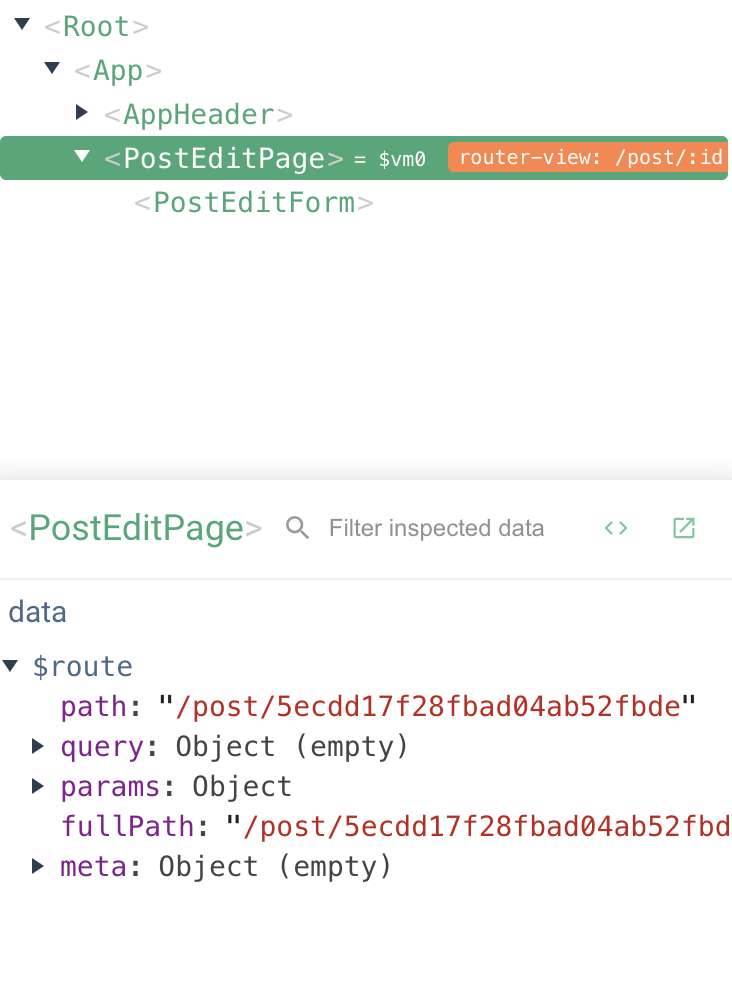 <Root>
<App>
<AppHeader>
<PostEditPage> = $vm0 router-view: /post/:id
<PostEditForm>
<PostEditPage> Filter inspected data <>
data
$route
path: "/post/5ecdd17f28fbad04ab52fbde"
query: Object (empty)
params: Object
fullPath: "/post/5ecdd17f28fbad04ab52fbd
meta: Object (empty)